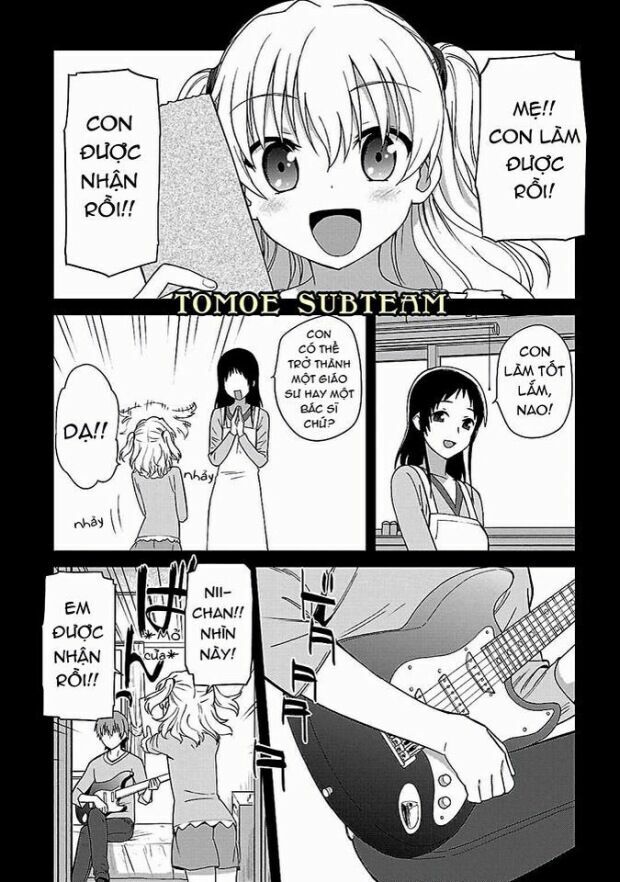 MẸ!!
CON LÀM
ĐƯỢC
RỒI!
CON
ĐƯỢC
NHẬN
RỒI!!
TOMOE SUBTEAM
CON
LÀM TỐT
LẮM,
NAO!
CON
CÓ THỂ
TRỞ THÀNH
MỘT GIÁO
SƯ HAY MỘT
BÁC SĨ
CHỨ?
DẠ!!
nhảy
nhảy
NII-
CHAN!!
NHÌN
NÀY!
ばん
*Mở
cửa*
EM
ĐƯỢC
NHẬN
RỒI!!